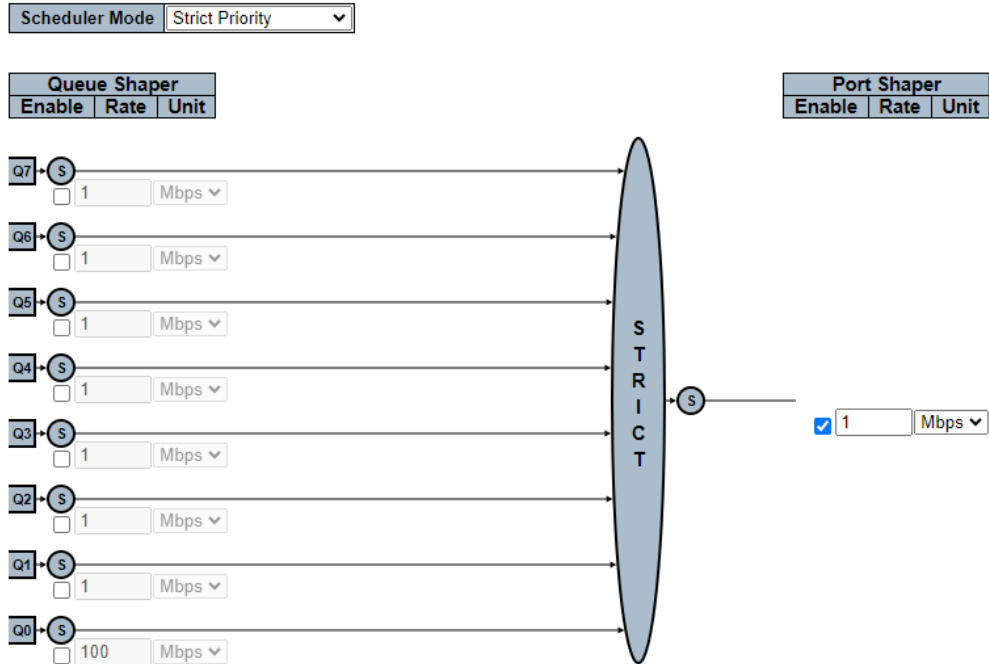 Scheduler Mode Strict Priority
Queue Shaper
Enable Rate Unit
Port Shaper
Enable Rate Unit
Q7 S
1 Mbps
Q6 S
1 Mbps
Q5 S
1 Mbps
Q4 S
1 Mbps
Q3 S
1 Mbps
Q2 S
1 Mbps
Q1 S
1 Mbps
Q0 S
100 Mbps
S
T
R
I
C
T
S
1 Mbps